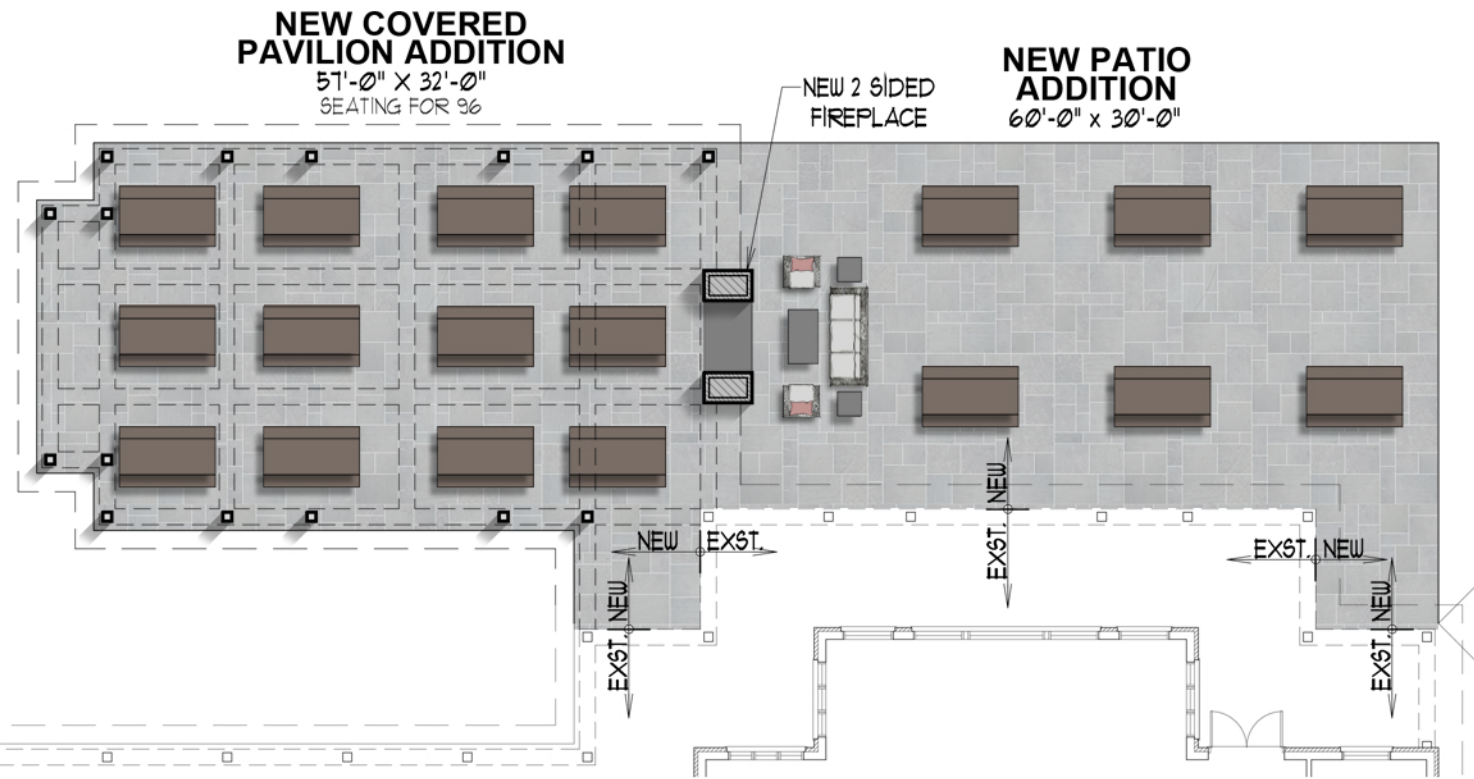 NEW COVERED
PAVILION ADDITION
57'-0" X 32'-0"
SEATING FOR 96
NEW 2 SIDED
FIREPLACE
NEW PATIO
ADDITION
60'-0" x 30'-0"
NEW
EXST.
NEW
EXST.
NEW
EXST.
EXST.
NEW
NEW
EXST.